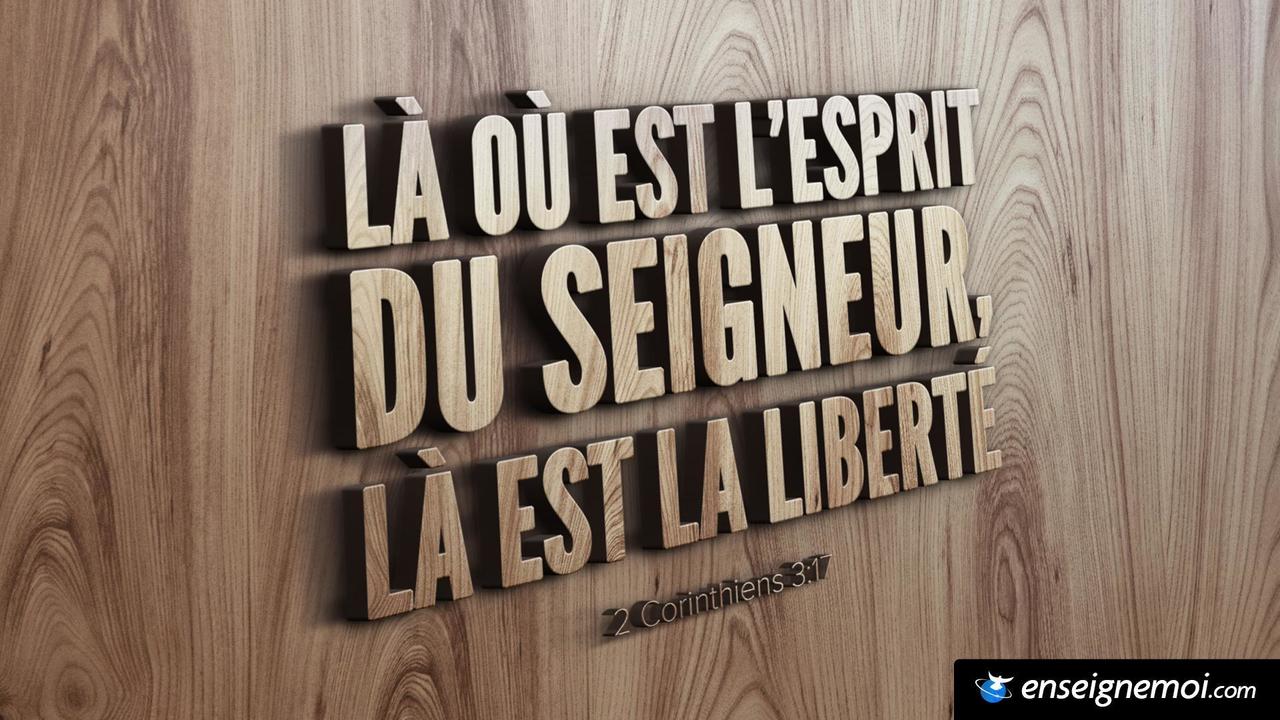 LÀ OÙ EST L'ESPRIT
DU SEIGNEUR,
LÀ EST LA LIBERTÉ
2 Corinthiens 3:17
enseignemoi.com